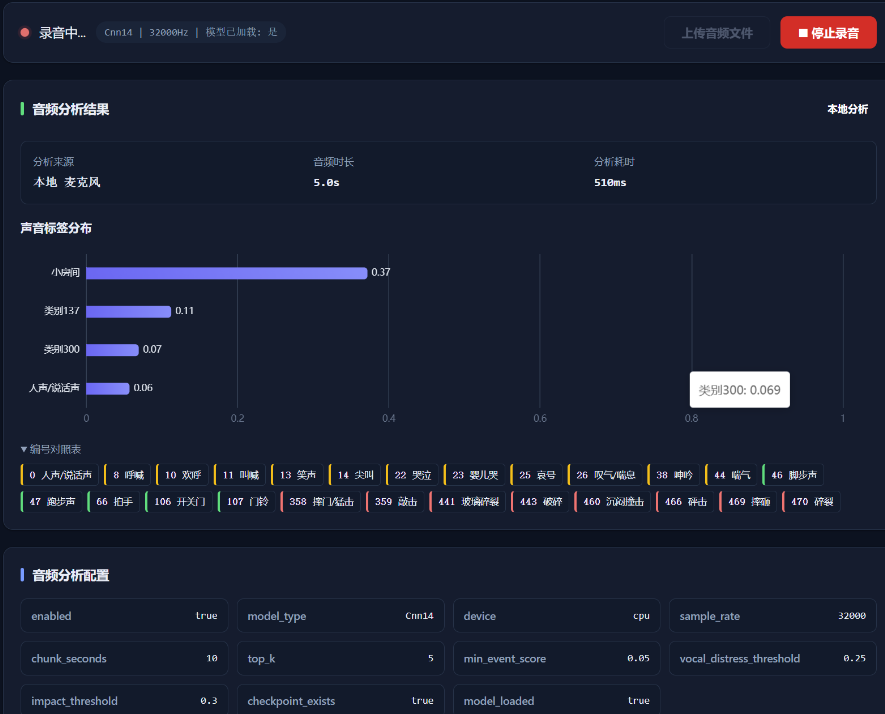 录音中... Cnn14 | 32000Hz | 模型已加载: 是 上传音频文件 停止录音
音频分析结果 本地分析
分析来源 音频时长 分析耗时
本地 麦克风 5.0s 510ms
声音标签分布
小房间 0.37
类别137 0.11
类别300 0.07
人声/说话声 0.06
类别300: 0.069
0 0.2 0.4 0.6 0.8 1
▼编号对照表
0 人声/说话声 8 呼喊 10 欢呼 11 叫喊 13 笑声 14 尖叫 22 哭泣 23 婴儿哭 25 哀号 26 叹气/喘息 38 呻吟 44 喘气 46 脚步声
47 跑步声 66 拍手 106 开关门 107 门铃 358 摔门/猛击 359 敲击 441 玻璃碎裂 443 破碎 460 沉闷撞击 466 砰击 469 摔砸 470 碎裂
音频分析配置
enabled true model_type Cnn14 device cpu sample_rate 32000
chunk_seconds 10 top_k 5 min_event_score 0.05 vocal_distress_threshold 0.25
impact_threshold 0.3 checkpoint_exists true model_loaded true